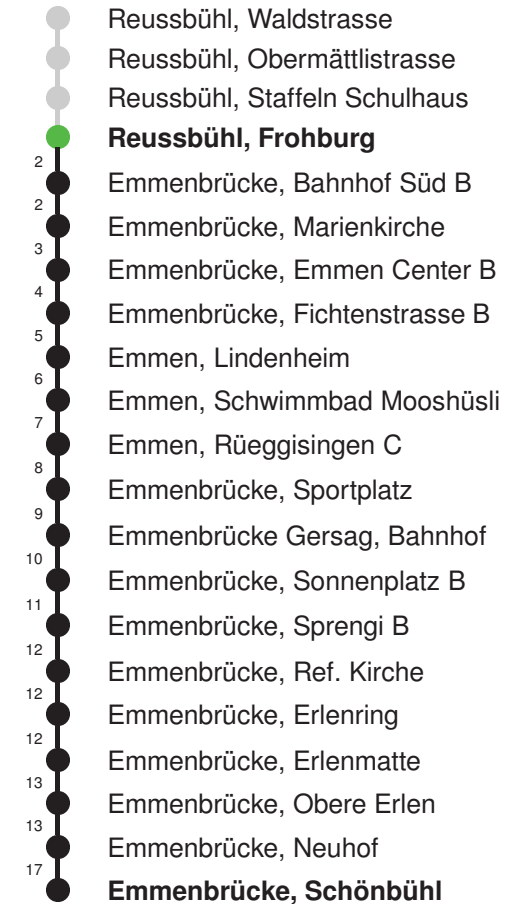 Reussbühl, Waldstrasse
Reussbühl, Obermättlistrasse
Reussbühl, Staffeln Schulhaus
Reussbühl, Frohburg
2
Emmenbrücke, Bahnhof Süd B
2
Emmenbrücke, Marienkirche
3
Emmenbrücke, Emmen Center B
4
Emmenbrücke, Fichtenstrasse B
5
Emmen, Lindenheim
6
Emmen, Schwimmbad Mooshüsli
7
Emmen, Rüeggisingen C
8
Emmenbrücke, Sportplatz
9
Emmenbrücke Gersag, Bahnhof
10
Emmenbrücke, Sonnenplatz B
11
Emmenbrücke, Sprengi B
12
Emmenbrücke, Ref. Kirche
12
Emmenbrücke, Erlenring
12
Emmenbrücke, Erlenmatte
13
Emmenbrücke, Obere Erlen
13
Emmenbrücke, Neuhof
17
Emmenbrücke, Schönbühl